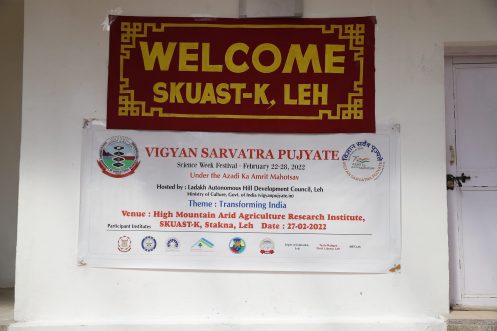 WELCOME
SKUAST-K, LEH
VIGYAN SARVATRA PUJYATE
Science Week Festival - February 22-28, 2022
Under the Azadi Ka Amrit Mahotsav
Hosted by : Ladakh Autonomous Hill Development Council, Leh
Ministry of Culture, Govt. of India (vigyanpujyate.in)
Theme : Transforming India
Venue : High Mountain Arid Agriculture Research Institute,
SKUAST-K, Stakna, Leh Date : 27-02-2022
Participant Institutes